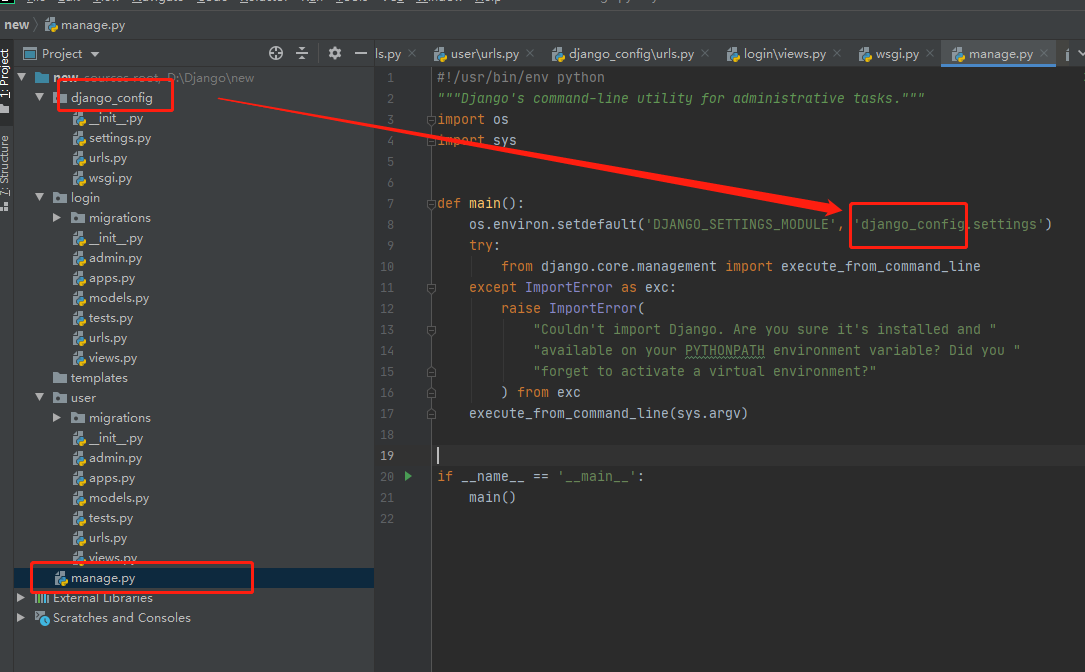 new
manage.py
Project
ls.py
user\urls.py
django_config\urls.py
login\views.py
wsgi.py
manage.py
1: Project
7: Structure
new sources root, D:\Django\new
django_config
__init__.py
settings.py
urls.py
wsgi.py
login
migrations
__init__.py
admin.py
apps.py
models.py
tests.py
urls.py
views.py
templates
user
migrations
__init__.py
admin.py
apps.py
models.py
tests.py
urls.py
views.py
manage.py
External Libraries
Scratches and Consoles
1 #!/usr/bin/env python
2 """Django's command-line utility for administrative tasks."""
3 import os
4 import sys
5
6
7 def main():
8     os.environ.setdefault('DJANGO_SETTINGS_MODULE', 'django_config.settings')
9     try:
10         from django.core.management import execute_from_command_line
11     except ImportError as exc:
12         raise ImportError(
13             "Couldn't import Django. Are you sure it's installed and "
14             "available on your PYTHONPATH environment variable? Did you "
15             "forget to activate a virtual environment?"
16         ) from exc
17     execute_from_command_line(sys.argv)
18
19
20 if __name__ == '__main__':
21     main()
22